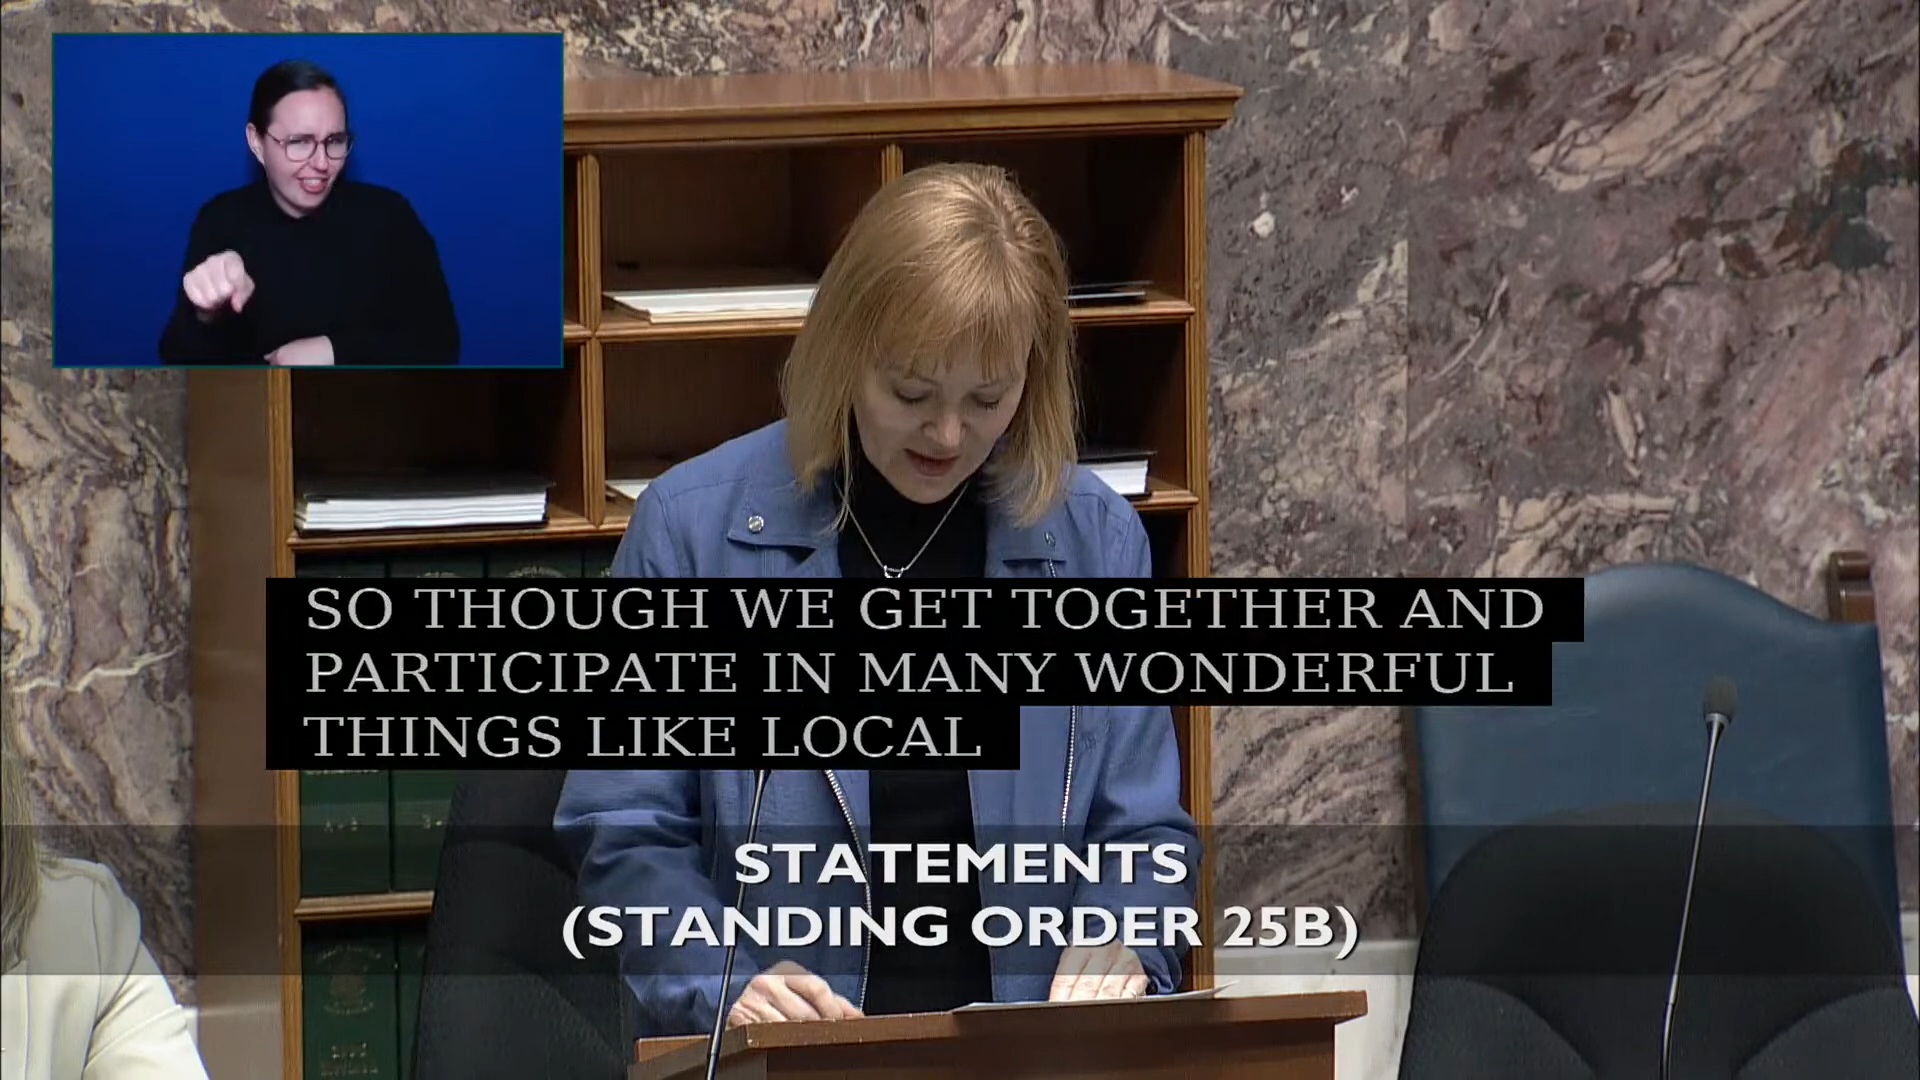 SO THOUGH WE GET TOGETHER AND
PARTICIPATE IN MANY WONDERFUL
THINGS LIKE LOCAL
STATEMENTS
(STANDING ORDER 25B)